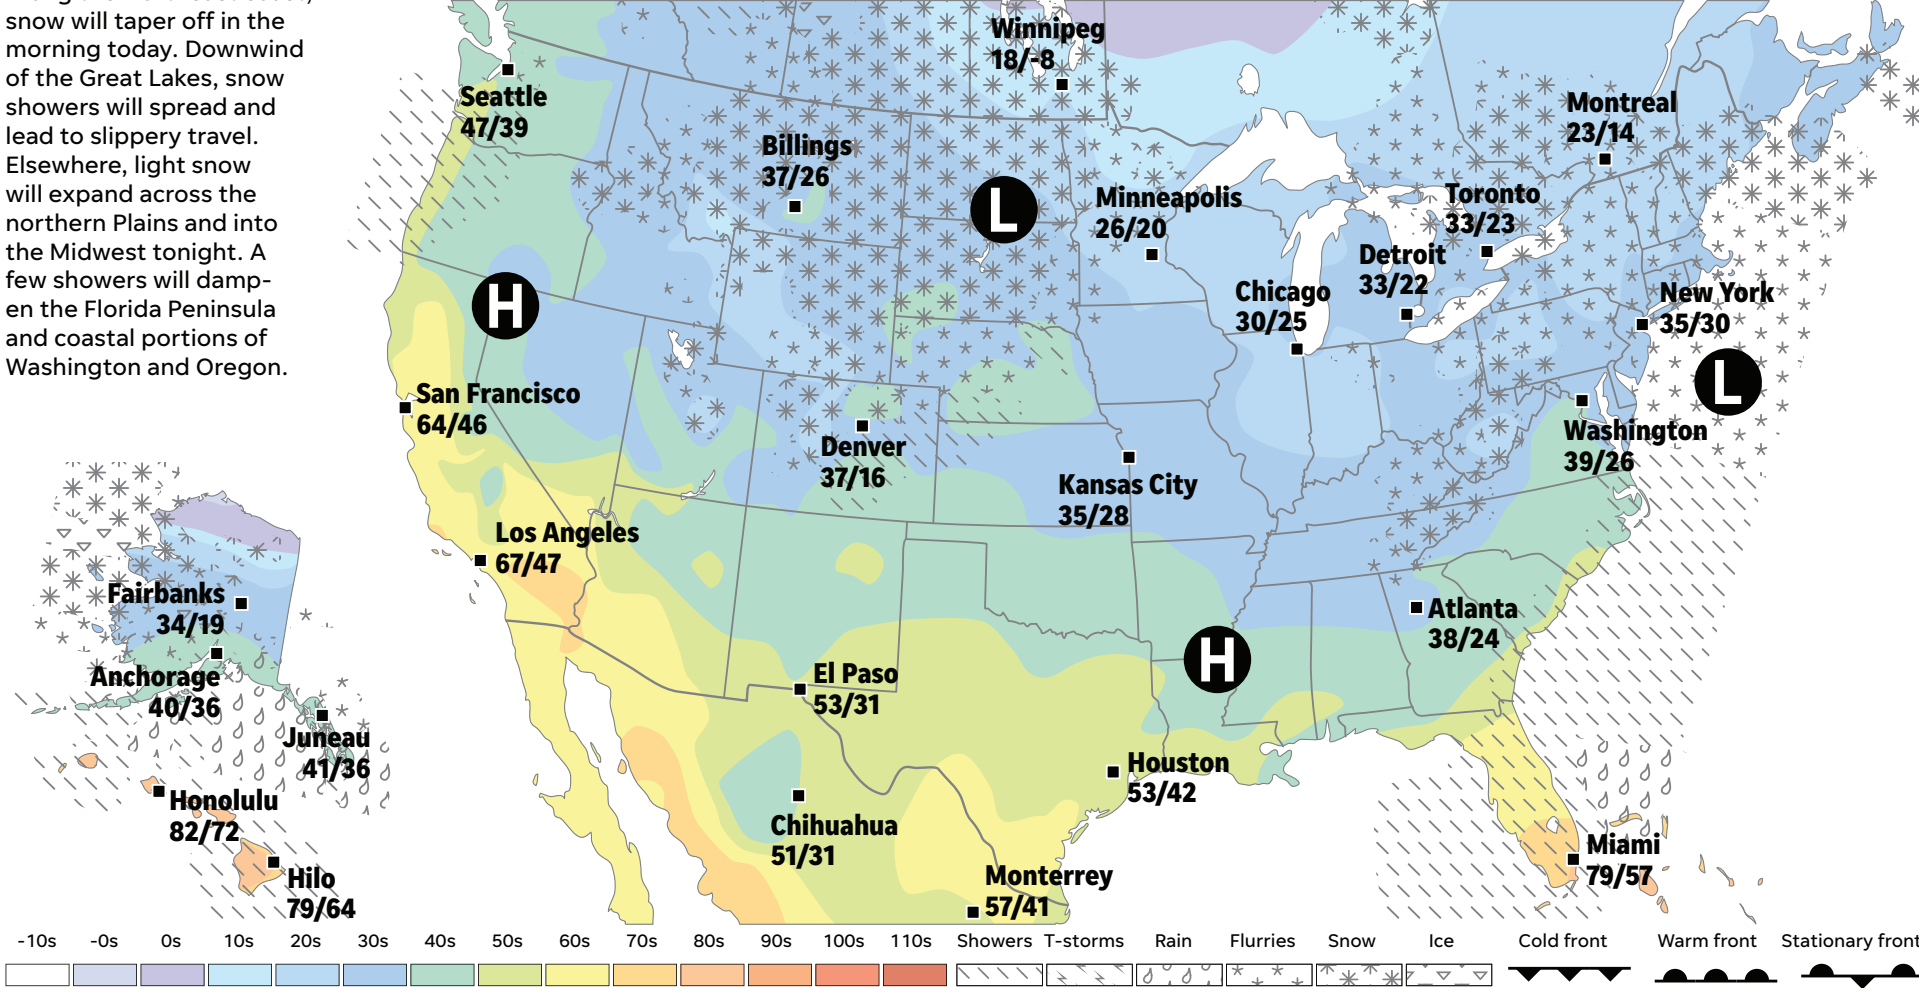 snow will taper off in the
morning today. Downwind
of the Great Lakes, snow
showers will spread and
lead to slippery travel.
Elsewhere, light snow
will expand across the
northern Plains and into
the Midwest tonight. A
few showers will damp-
en the Florida Peninsula
and coastal portions of
Washington and Oregon.
Winnipeg
18/-8
Seattle
47/39
Billings
37/26
Montreal
23/14
L
Minneapolis
26/20
Toronto
33/23
Detroit
33/22
H
Chicago
30/25
New York
35/30
L
San Francisco
64/46
Denver
37/16
Washington
39/26
Kansas City
35/28
Los Angeles
67/47
Fairbanks
34/19
Atlanta
38/24
H
Anchorage
40/36
El Paso
53/31
Juneau
41/36
Houston
53/42
Honolulu
82/72
Chihuahua
51/31
Miami
79/57
Hilo
79/64
Monterrey
57/41
-10s -0s 0s 10s 20s 30s 40s 50s 60s 70s 80s 90s 100s 110s Showers T-storms Rain Flurries Snow Ice Cold front Warm front Stationary front